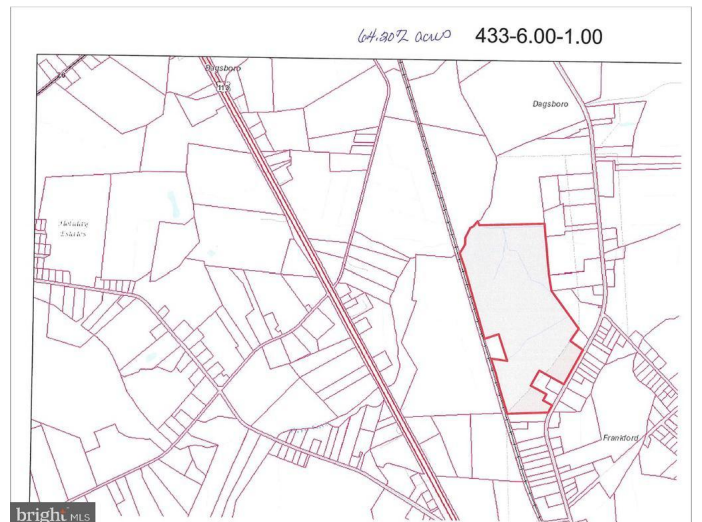 64.207 acres 433-6.00-1.00
Dagsboro
113
Dagsboro
Frankford
bright MLS